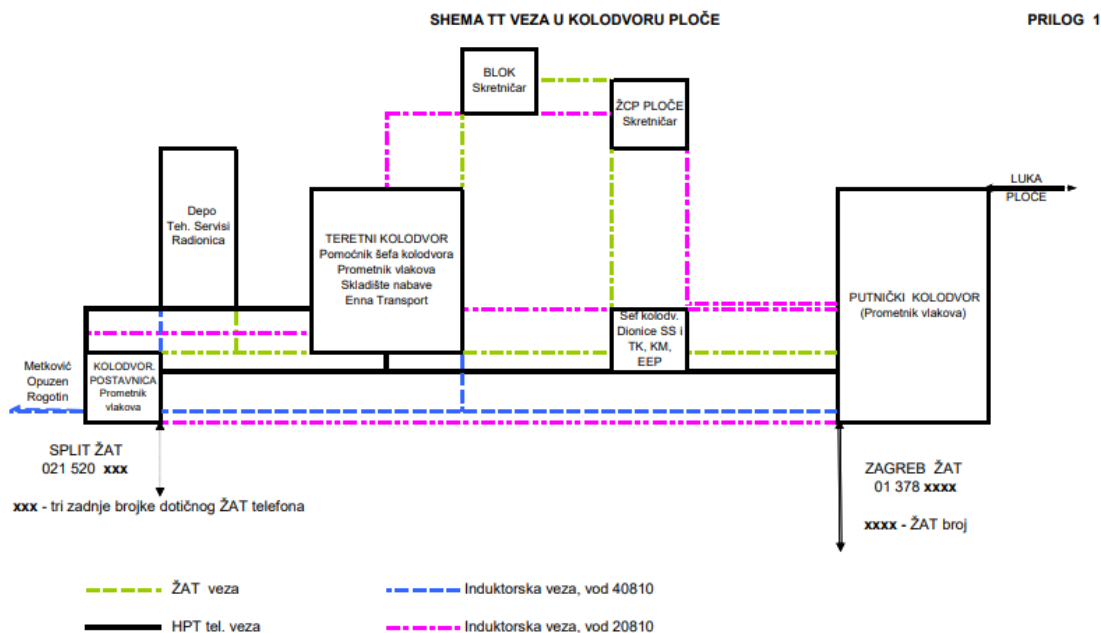 SHEMA TT VEZA U KOLODVORU PLOČE
PRILOG 1
BLOK
Skretničar
ŽCP PLOČE
Skretničar
LUKA
PLOČE
Depo
Teh. Servisi
Radionica
TERETNI KOLODVOR
Pomoćnik šefa kolodvora
Prometnik vlakova
Skladište nabave
Enna Transport
PUTNIČKI KOLODVOR
(Prometnik vlakova)
Šef kolodv.
Dionice SS i
TK, KM,
EEP
Metković
Opuzen
Rogotin
KOLODVOR.
POSTAVNICA
Prometnik
vlakova
SPLIT ŽAT
021 520 xxx
xxx - tri zadnje brojke dotičnog ŽAT telefona
ZAGREB ŽAT
01 378 xxxx
xxxx - ŽAT broj
ŽAT veza
Induktorska veza, vod 40810
HPT tel. veza
Induktorska veza, vod 20810